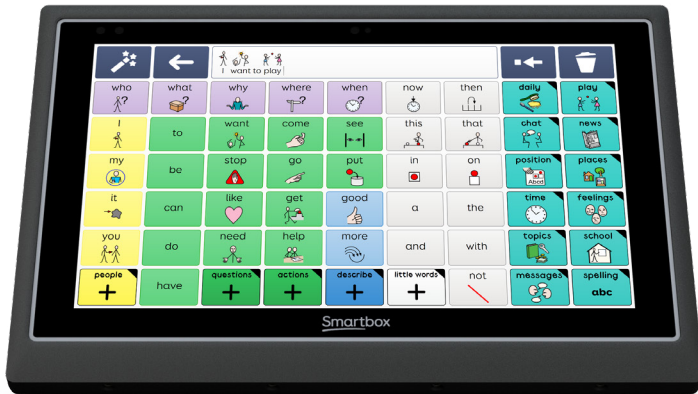 I want to play
who what why where when now then daily play
I to want come see this that chat news
my be stop go put in on position places
Abcd
it can like get good a the time feelings
you do need help more and with topics school
people have questions actions describe little words not messages spelling
abc
Smartbox